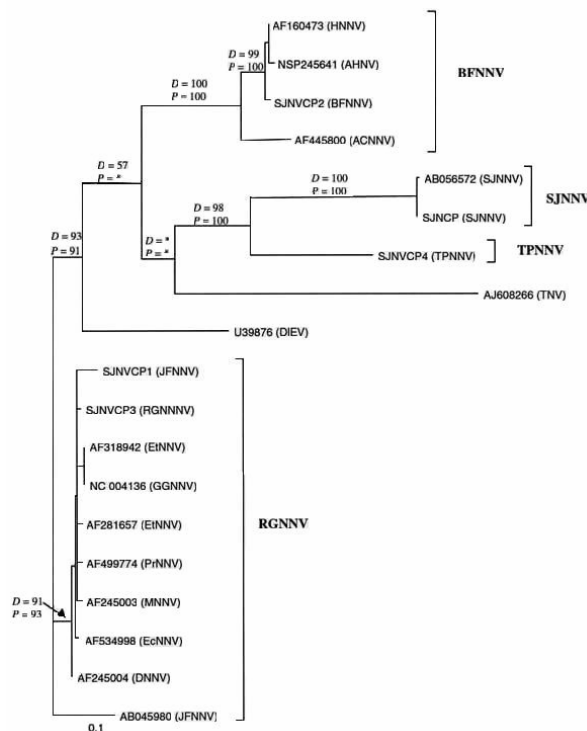 AF160473 (HNNV)
D = 99
P = 100
NSP245641 (AHNV)
BFNNV
D = 100
P = 100
SJNVCP2 (BFNNV)
AF445800 (ACNNV)
D = 57
P = *
D = 100
P = 100
AB056572 (SJNNV)
SJNNV
D = 98
P = 100
SJNCP (SJNNV)
D = 93
P = 91
D = *
P = *
SJNVCP4 (TPNNV)
TPNNV
AJ608266 (TNV)
U39876 (DIEV)
SJNVCP1 (JFNNV)
SJNVCP3 (RGNNNV)
AF318942 (EtNNV)
NC 004136 (GGNNV)
AF281657 (EtNNV)
RGNNV
AF499774 (PrNNV)
D = 91
P = 93
AF245003 (MNNV)
AF534998 (EcNNV)
AF245004 (DNNV)
AB045980 (JFNNV)
0.1